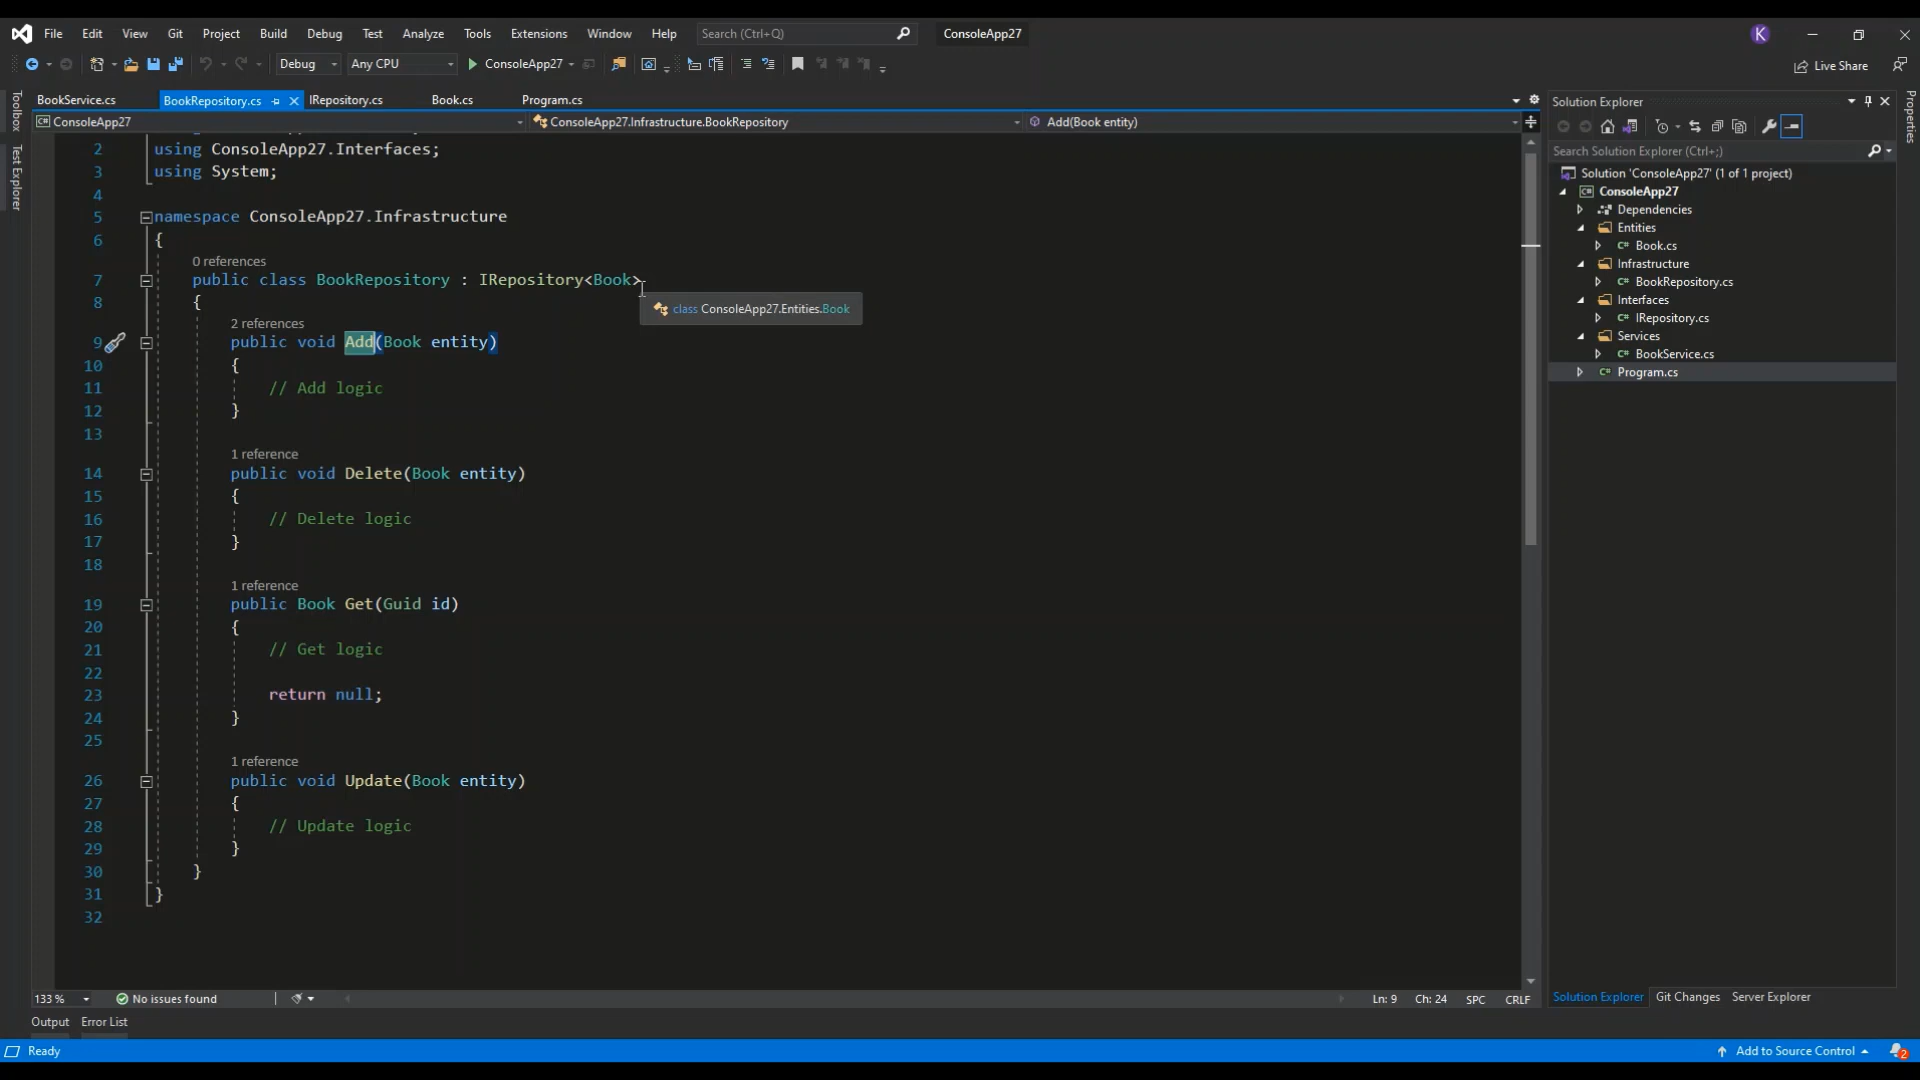 File Edit View Git Project Build Debug Test Analyze Tools Extensions Window Help Search (Ctrl+Q) ConsoleApp27 K
Debug Any CPU ConsoleApp27 Live Share
BookService.cs BookRepository.cs IRepository.cs Book.cs Program.cs
ConsoleApp27 ConsoleApp27.Infrastructure.BookRepository Add(Book entity)
Toolbox
Test Explorer
2 using ConsoleApp27.Interfaces;
3 using System;
4
5 namespace ConsoleApp27.Infrastructure
6 {
0 references
7 public class BookRepository : IRepository<Book>
8 {
class ConsoleApp27.Entities.Book
2 references
9 public void Add(Book entity)
10 {
11 // Add logic
12 }
13
1 reference
14 public void Delete(Book entity)
15 {
16 // Delete logic
17 }
18
1 reference
19 public Book Get(Guid id)
20 {
21 // Get logic
22
23 return null;
24 }
25
1 reference
26 public void Update(Book entity)
27 {
28 // Update logic
29 }
30 }
31 }
32
133 % No issues found Ln: 9 Ch: 24 SPC CRLF
Output Error List
Ready Add to Source Control 2
Solution Explorer
Search Solution Explorer (Ctrl+;)
Solution 'ConsoleApp27' (1 of 1 project)
C# ConsoleApp27
Dependencies
Entities
C# Book.cs
Infrastructure
C# BookRepository.cs
Interfaces
C# IRepository.cs
Services
C# BookService.cs
C# Program.cs
Solution Explorer Git Changes Server Explorer
Properties